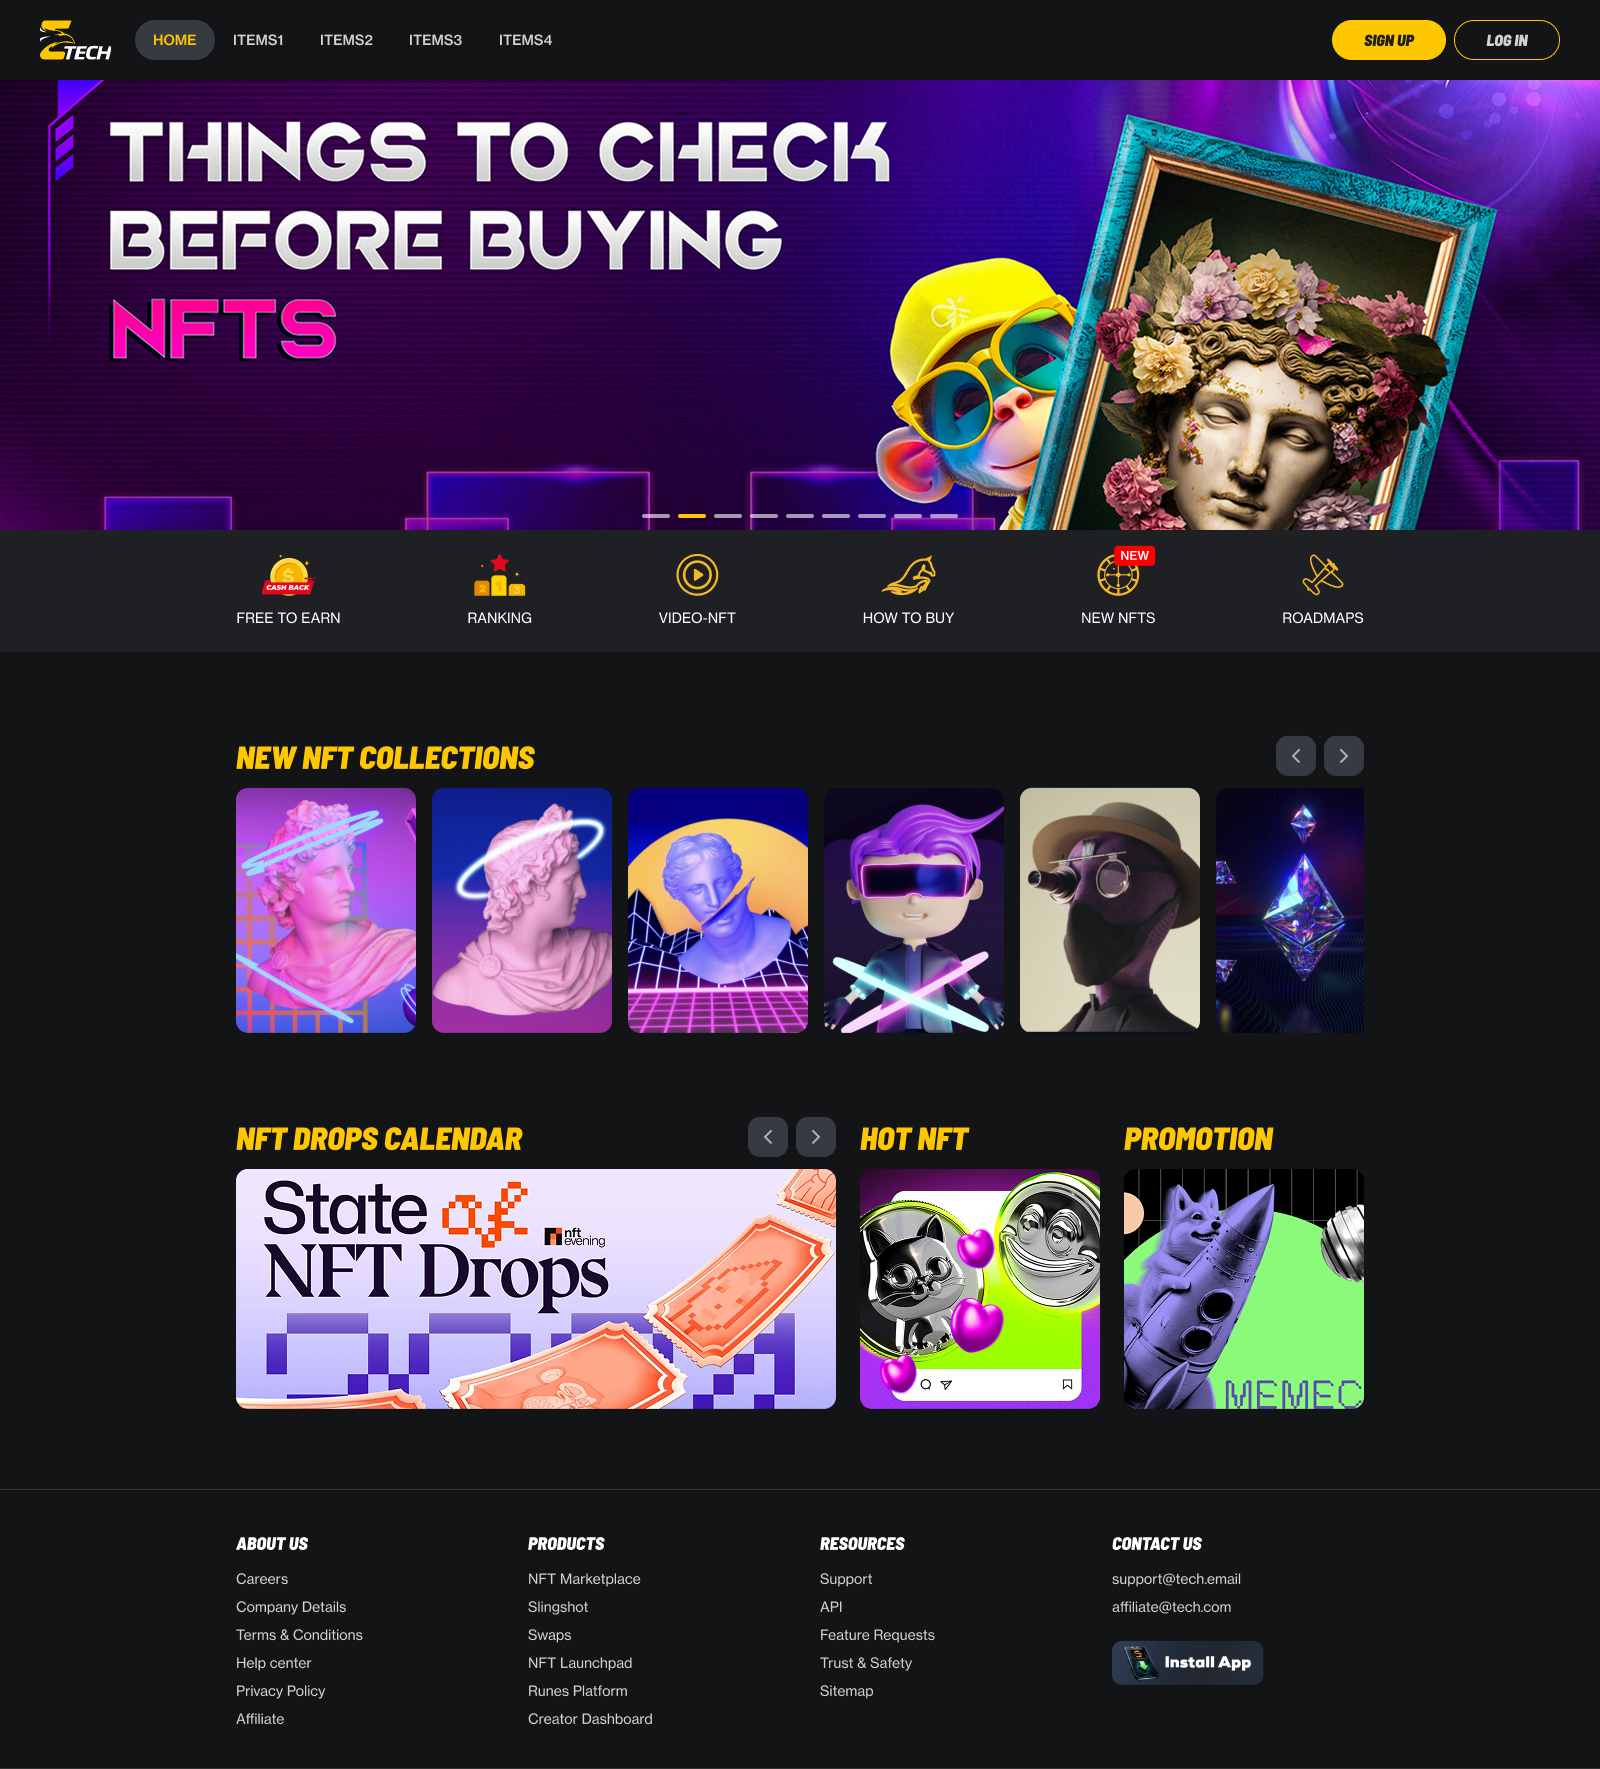 TECH
HOME
ITEMS1
ITEMS2
ITEMS3
ITEMS4
SIGN UP
LOG IN
THINGS TO CHECK
BEFORE BUYING
NFTS
CASH BACK
FREE TO EARN
2 1 3
RANKING
VIDEO-NFT
HOW TO BUY
NEW
NEW NFTS
ROADMAPS
NEW NFT COLLECTIONS
NFT DROPS CALENDAR
HOT NFT
PROMOTION
State of
nft
evening
NFT Drops
MEMEC
ABOUT US
Careers
Company Details
Terms & Conditions
Help center
Privacy Policy
Affiliate
PRODUCTS
NFT Marketplace
Slingshot
Swaps
NFT Launchpad
Runes Platform
Creator Dashboard
RESOURCES
Support
API
Feature Requests
Trust & Safety
Sitemap
CONTACT US
support@tech.email
affiliate@tech.com
Install App